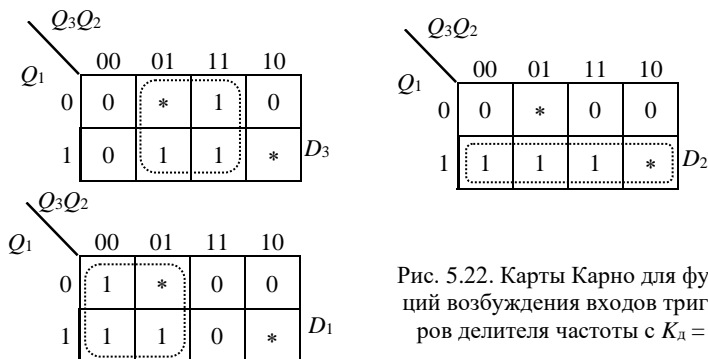 Q₃Q₂
Q₁ 00 01 11 10
0 0 * 1 0
1 0 1 1 * D₃
Q₃Q₂
Q₁ 00 01 11 10
0 0 * 0 0
1 1 1 1 * D₂
Q₃Q₂
Q₁ 00 01 11 10
0 1 * 0 0
1 1 1 0 * D₁
Рис. 5.22. Карты Карно для фу
ций возбуждения входов триг
ров делителя частоты с Kд =